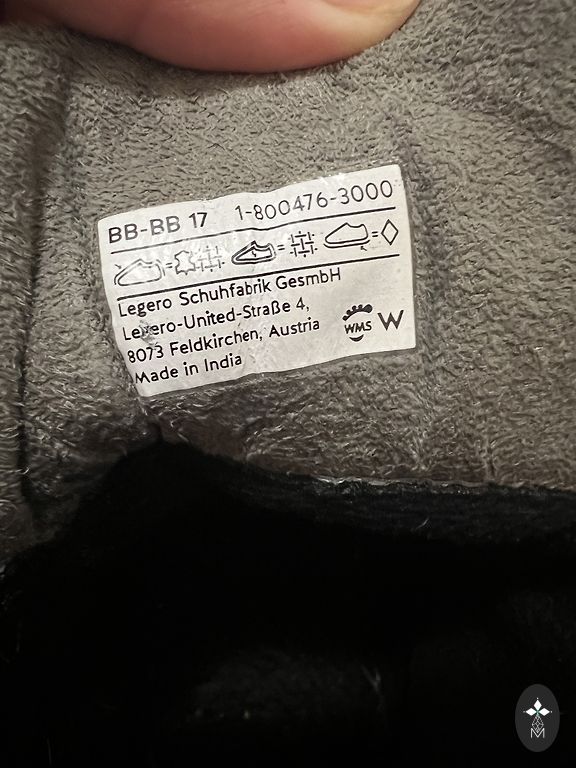 BB-BB 17 1-800476-3000
Legero Schuhfabrik GesmbH
Legero-United-Straße 4,
8073 Feldkirchen, Austria
Made in India
WMS W
M